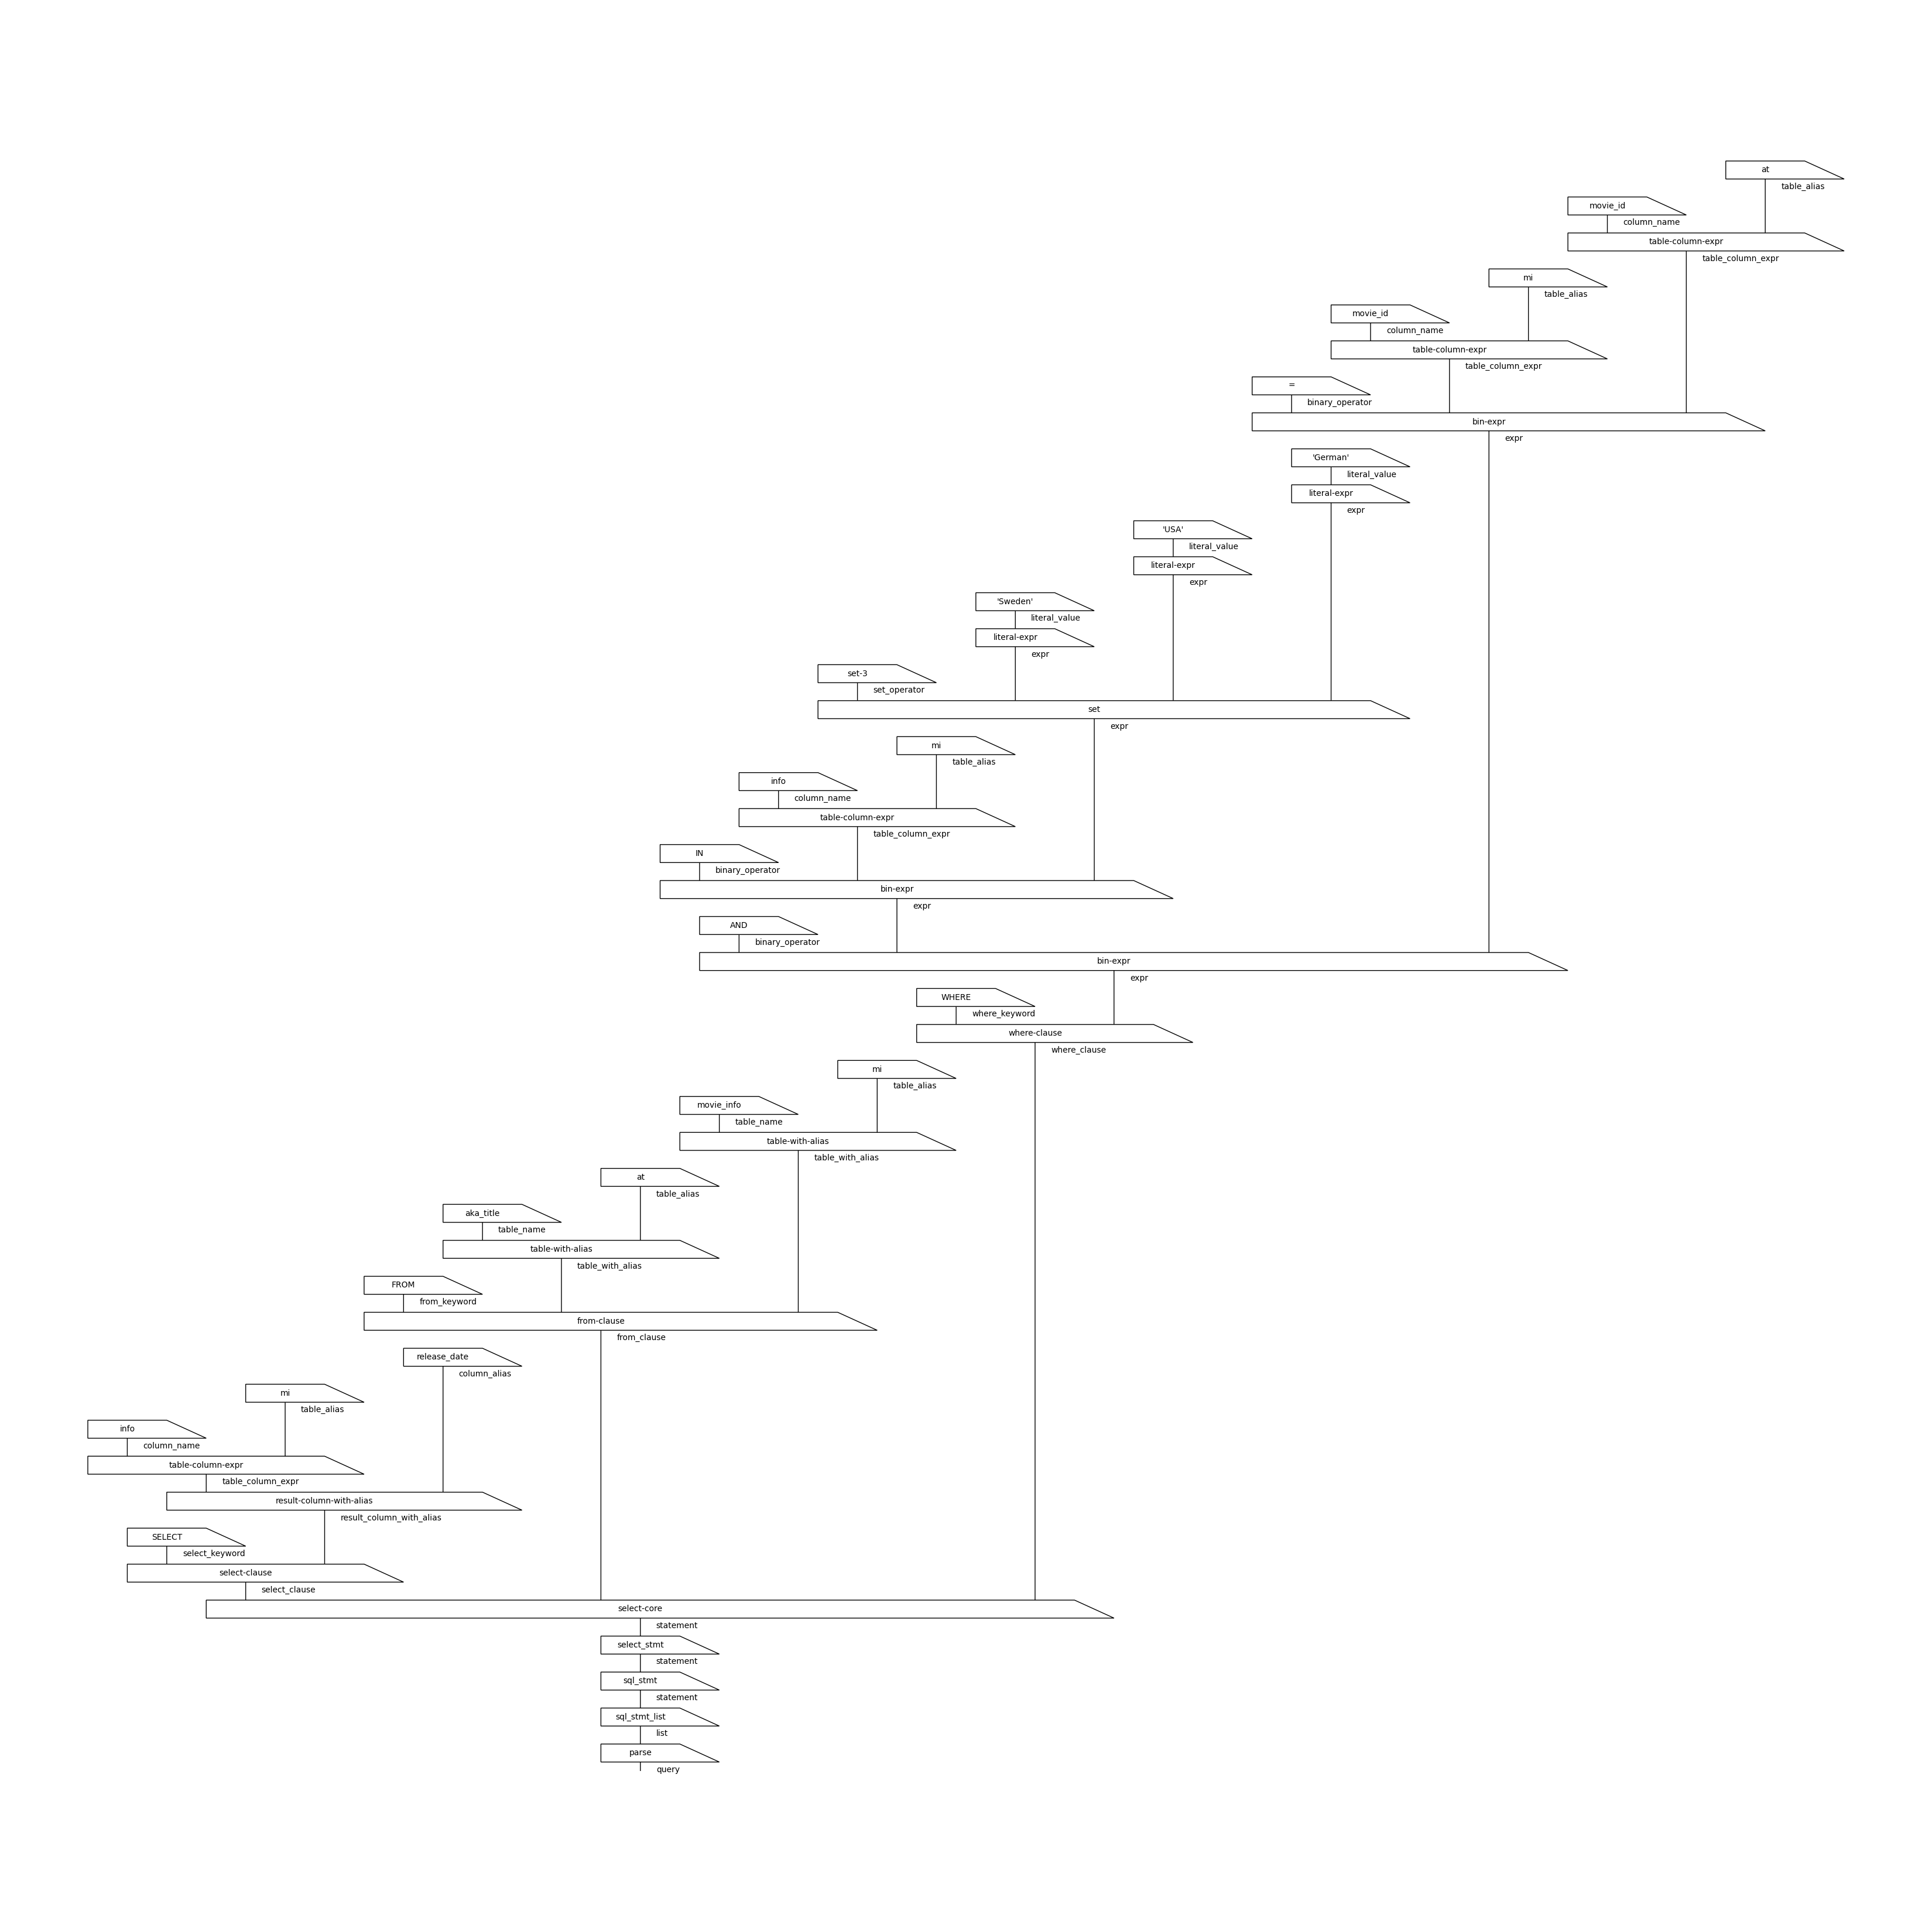 at
table_alias
movie_id
column_name
table-column-expr
table_column_expr
mi
table_alias
movie_id
column_name
table-column-expr
table_column_expr
=
binary_operator
bin-expr
expr
'German'
literal_value
literal-expr
expr
'USA'
literal_value
literal-expr
expr
'Sweden'
literal_value
literal-expr
expr
set-3
set_operator
set
expr
mi
table_alias
info
column_name
table-column-expr
table_column_expr
IN
binary_operator
bin-expr
expr
AND
binary_operator
bin-expr
expr
WHERE
where_keyword
where-clause
where_clause
mi
table_alias
movie_info
table_name
table-with-alias
table_with_alias
at
table_alias
aka_title
table_name
table-with-alias
table_with_alias
FROM
from_keyword
from-clause
from_clause
release_date
column_alias
mi
table_alias
info
column_name
table-column-expr
table_column_expr
result-column-with-alias
result_column_with_alias
SELECT
select_keyword
select-clause
select_clause
select-core
statement
select_stmt
statement
sql_stmt
statement
sql_stmt_list
list
parse
query